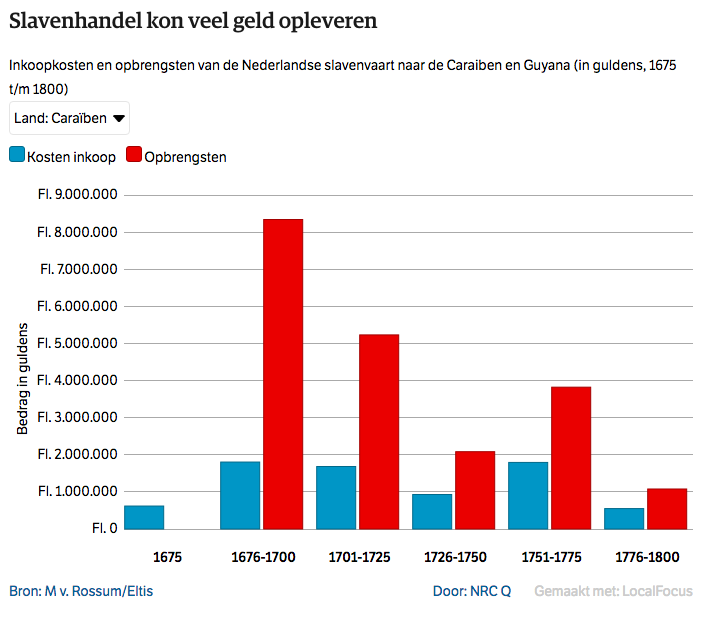 Slavenhandel kon veel geld opleveren
Inkoopkosten en opbrengsten van de Nederlandse slavenvaart naar de Caraiben en Guyana (in guldens, 1675
t/m 1800)
Land: Caraïben
Kosten inkoop Opbrengsten
Fl. 9.000.000
Fl. 8.000.000
Fl. 7.000.000
Fl. 6.000.000
Fl. 5.000.000
Fl. 4.000.000
Fl. 3.000.000
Fl. 2.000.000
Fl. 1.000.000
Fl. 0
Bedrag in guldens
1675 1676-1700 1701-1725 1726-1750 1751-1775 1776-1800
Bron: M v. Rossum/Eltis Door: NRC Q Gemaakt met: LocalFocus